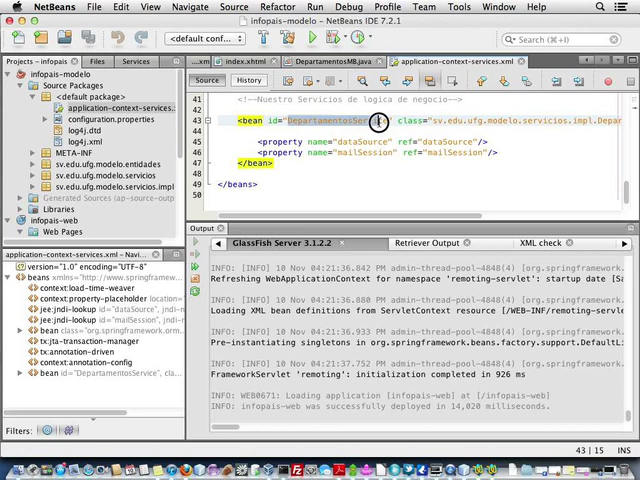 NetBeans File Edit View Navigate Source Refactor Run Debug Profile Team Tools Window Help
infopais-modelo – NetBeans IDE 7.2.1
<default conf...
Search (⌘+I)
Projects – infopais
Files
Services
...xm
index.xhtml
DepartamentosMB.java
application-context-services.xml
infopais-modelo
Source Packages
<default package>
application-context-services.
configuration.properties
log4j.dtd
log4j.xml
META-INF
sv.edu.ufg.modelo.entidades
sv.edu.ufg.modelo.servicios
sv.edu.ufg.modelo.servicios.impl
Generated Sources (ap-source-outp
Libraries
infopais-web
Web Pages
Source History
41
42 <!--Nuestro Servicios de logica de negocio-->
43 <bean id="DepartamentosService" class="sv.edu.ufg.modelo.servicios.impl.Depar
45 <property name="dataSource" ref="dataSource"/>
46 <property name="mailSession" ref="mailSession"/>
47 </bean>
48
49 </beans>
50
application-context-services.xml – Navi...
version="1.0" encoding="UTF-8"
beans xmlns="http://www.springframew
context:load-time-weaver
context:property-placeholder location=
jee:jndi-lookup id="dataSource", jndi-n
jee:jndi-lookup id="mailSession", jndi-
bean class="org.springframework.orm
tx:jta-transaction-manager
tx:annotation-driven
context:annotation-config
bean id="DepartamentosService", clas
Filters:
Output
GlassFish Server 3.1.2.2
Retriever Output
XML check
INFO: [INFO] 10 Nov 04:21:36.842 PM admin-thread-pool-4848(4) [org.springframework.
Refreshing WebApplicationContext for namespace 'remoting-servlet': startup date [Sa
INFO: [INFO] 10 Nov 04:21:36.880 PM admin-thread-pool-4848(4) [org.springframework.
Loading XML bean definitions from ServletContext resource [/WEB-INF/remoting-servle
INFO: [INFO] 10 Nov 04:21:36.933 PM admin-thread-pool-4848(4) [org.springframework.
Pre-instantiating singletons in org.springframework.beans.factory.support.DefaultLi
INFO: [INFO] 10 Nov 04:21:37.752 PM admin-thread-pool-4848(4) [org.springframework.
FrameworkServlet 'remoting': initialization completed in 926 ms
INFO: WEB0671: Loading application [infopais-web] at [/infopais-web]
INFO: infopais-web was successfully deployed in 14,020 milliseconds.
43 | 15 INS